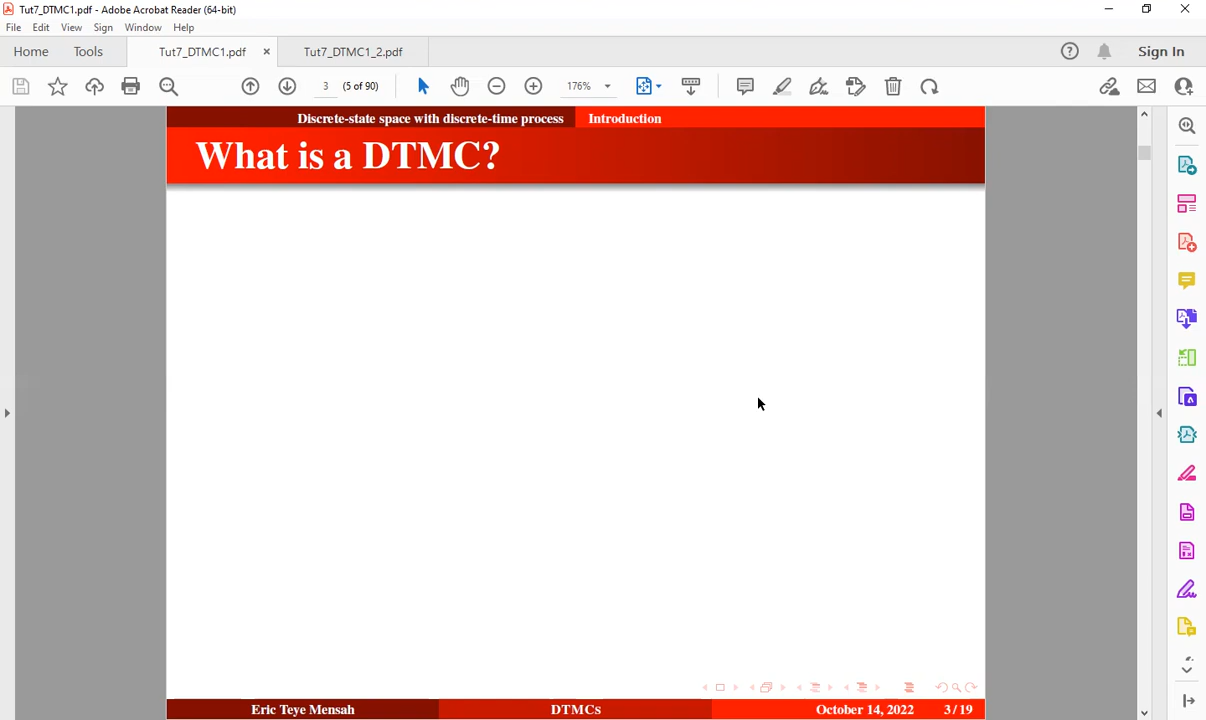 Tut7_DTMC1.pdf - Adobe Acrobat Reader (64-bit)
File Edit View Sign Window Help
Home Tools Tut7_DTMC1.pdf × Tut7_DTMC1_2.pdf Sign In
3 (5 of 90) 176%
Discrete-state space with discrete-time process Introduction
What is a DTMC?
Eric Teye Mensah DTMCs October 14, 2022 3 / 19